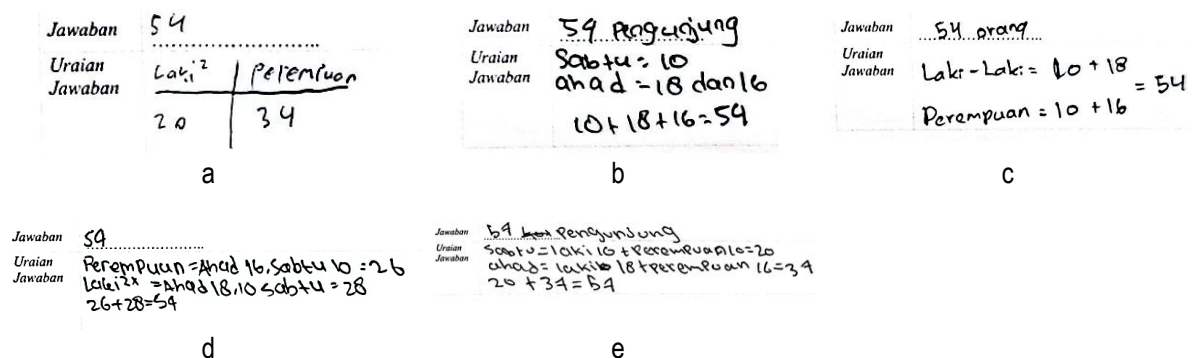 Jawaban 54
Uraian
Jawaban
Laki² Perempuan
20 34
a
Jawaban 54 Pengunjung
Uraian
Jawaban
Sabtu = 10
ahad = 18 dan 16
10 + 18 + 16 = 54
b
Jawaban 54 orang
Uraian
Jawaban
Laki-Laki = 10 + 18
= 54
Perempuan = 10 + 16
c
Jawaban 54
Uraian Perempuan = Ahad 16, Sabtu 10 = 26
Jawaban Laki²x = Ahad 18, 10 Sabtu = 28
26+28=54
d
Jawaban 54 Pengunjung
Uraian Sabtu = laki 10 + Perempuan 10 = 20
Jawaban ahad = laki 18 + perempuan 16 = 34
20 + 34 = 54
e